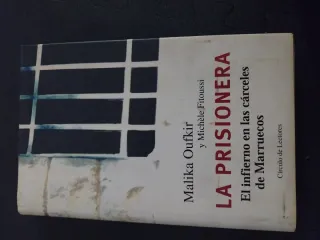 Malika Oufkir
y Michèle Fitoussi
LA PRISIONERA
El infierno en las cárceles
de Marruecos
Círculo de Lectores